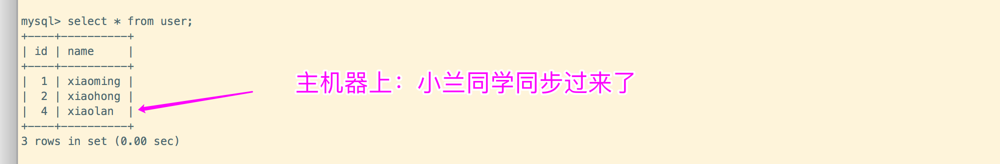 mysql> select * from user;
+----+----------+
| id | name     |
+----+----------+
|  1 | xiaoming |
|  2 | xiaohong |
|  4 | xiaolan  |
+----+----------+
3 rows in set (0.00 sec)
主机器上：小兰同学同步过来了